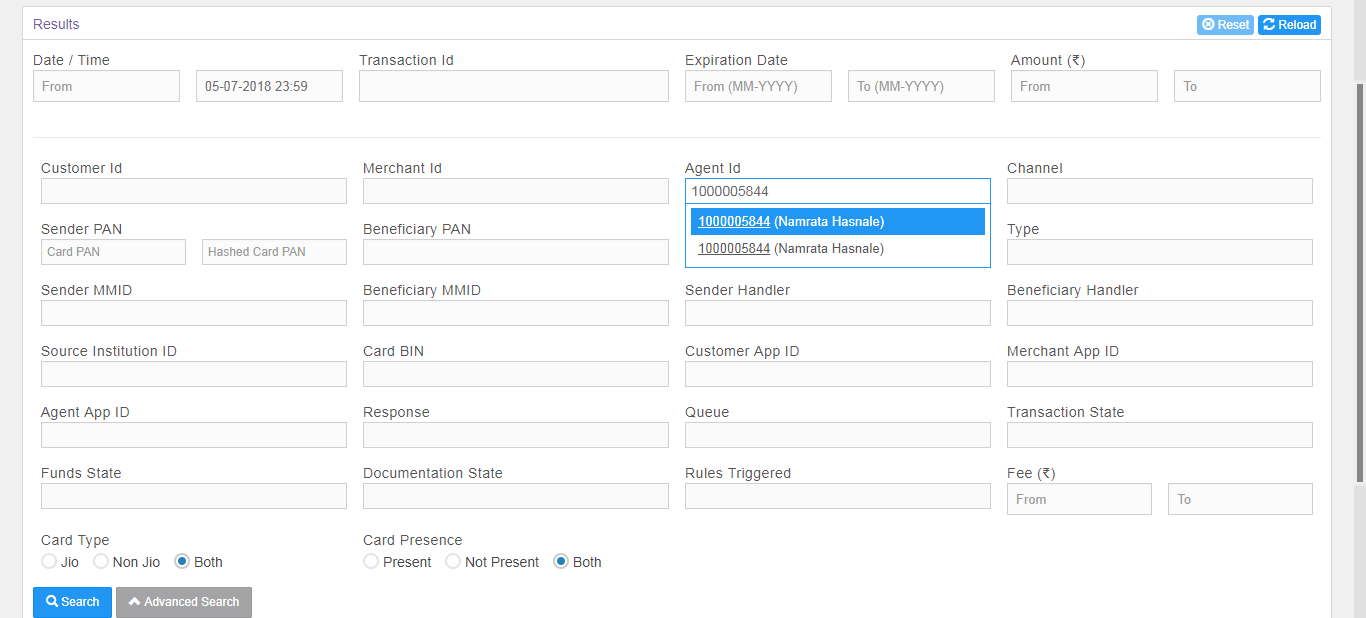 Results
Reset Reload
Date / Time Transaction Id Expiration Date Amount (₹)
From 05-07-2018 23:59 From (MM-YYYY) To (MM-YYYY) From To
Customer Id Merchant Id Agent Id Channel
1000005844
1000005844 (Namrata Hasnale)
Sender PAN Beneficiary PAN Type
Card PAN Hashed Card PAN 1000005844 (Namrata Hasnale)
Sender MMID Beneficiary MMID Sender Handler Beneficiary Handler
Source Institution ID Card BIN Customer App ID Merchant App ID
Agent App ID Response Queue Transaction State
Funds State Documentation State Rules Triggered Fee (₹)
From To
Card Type Card Presence
Jio Non Jio Both Present Not Present Both
Search Advanced Search